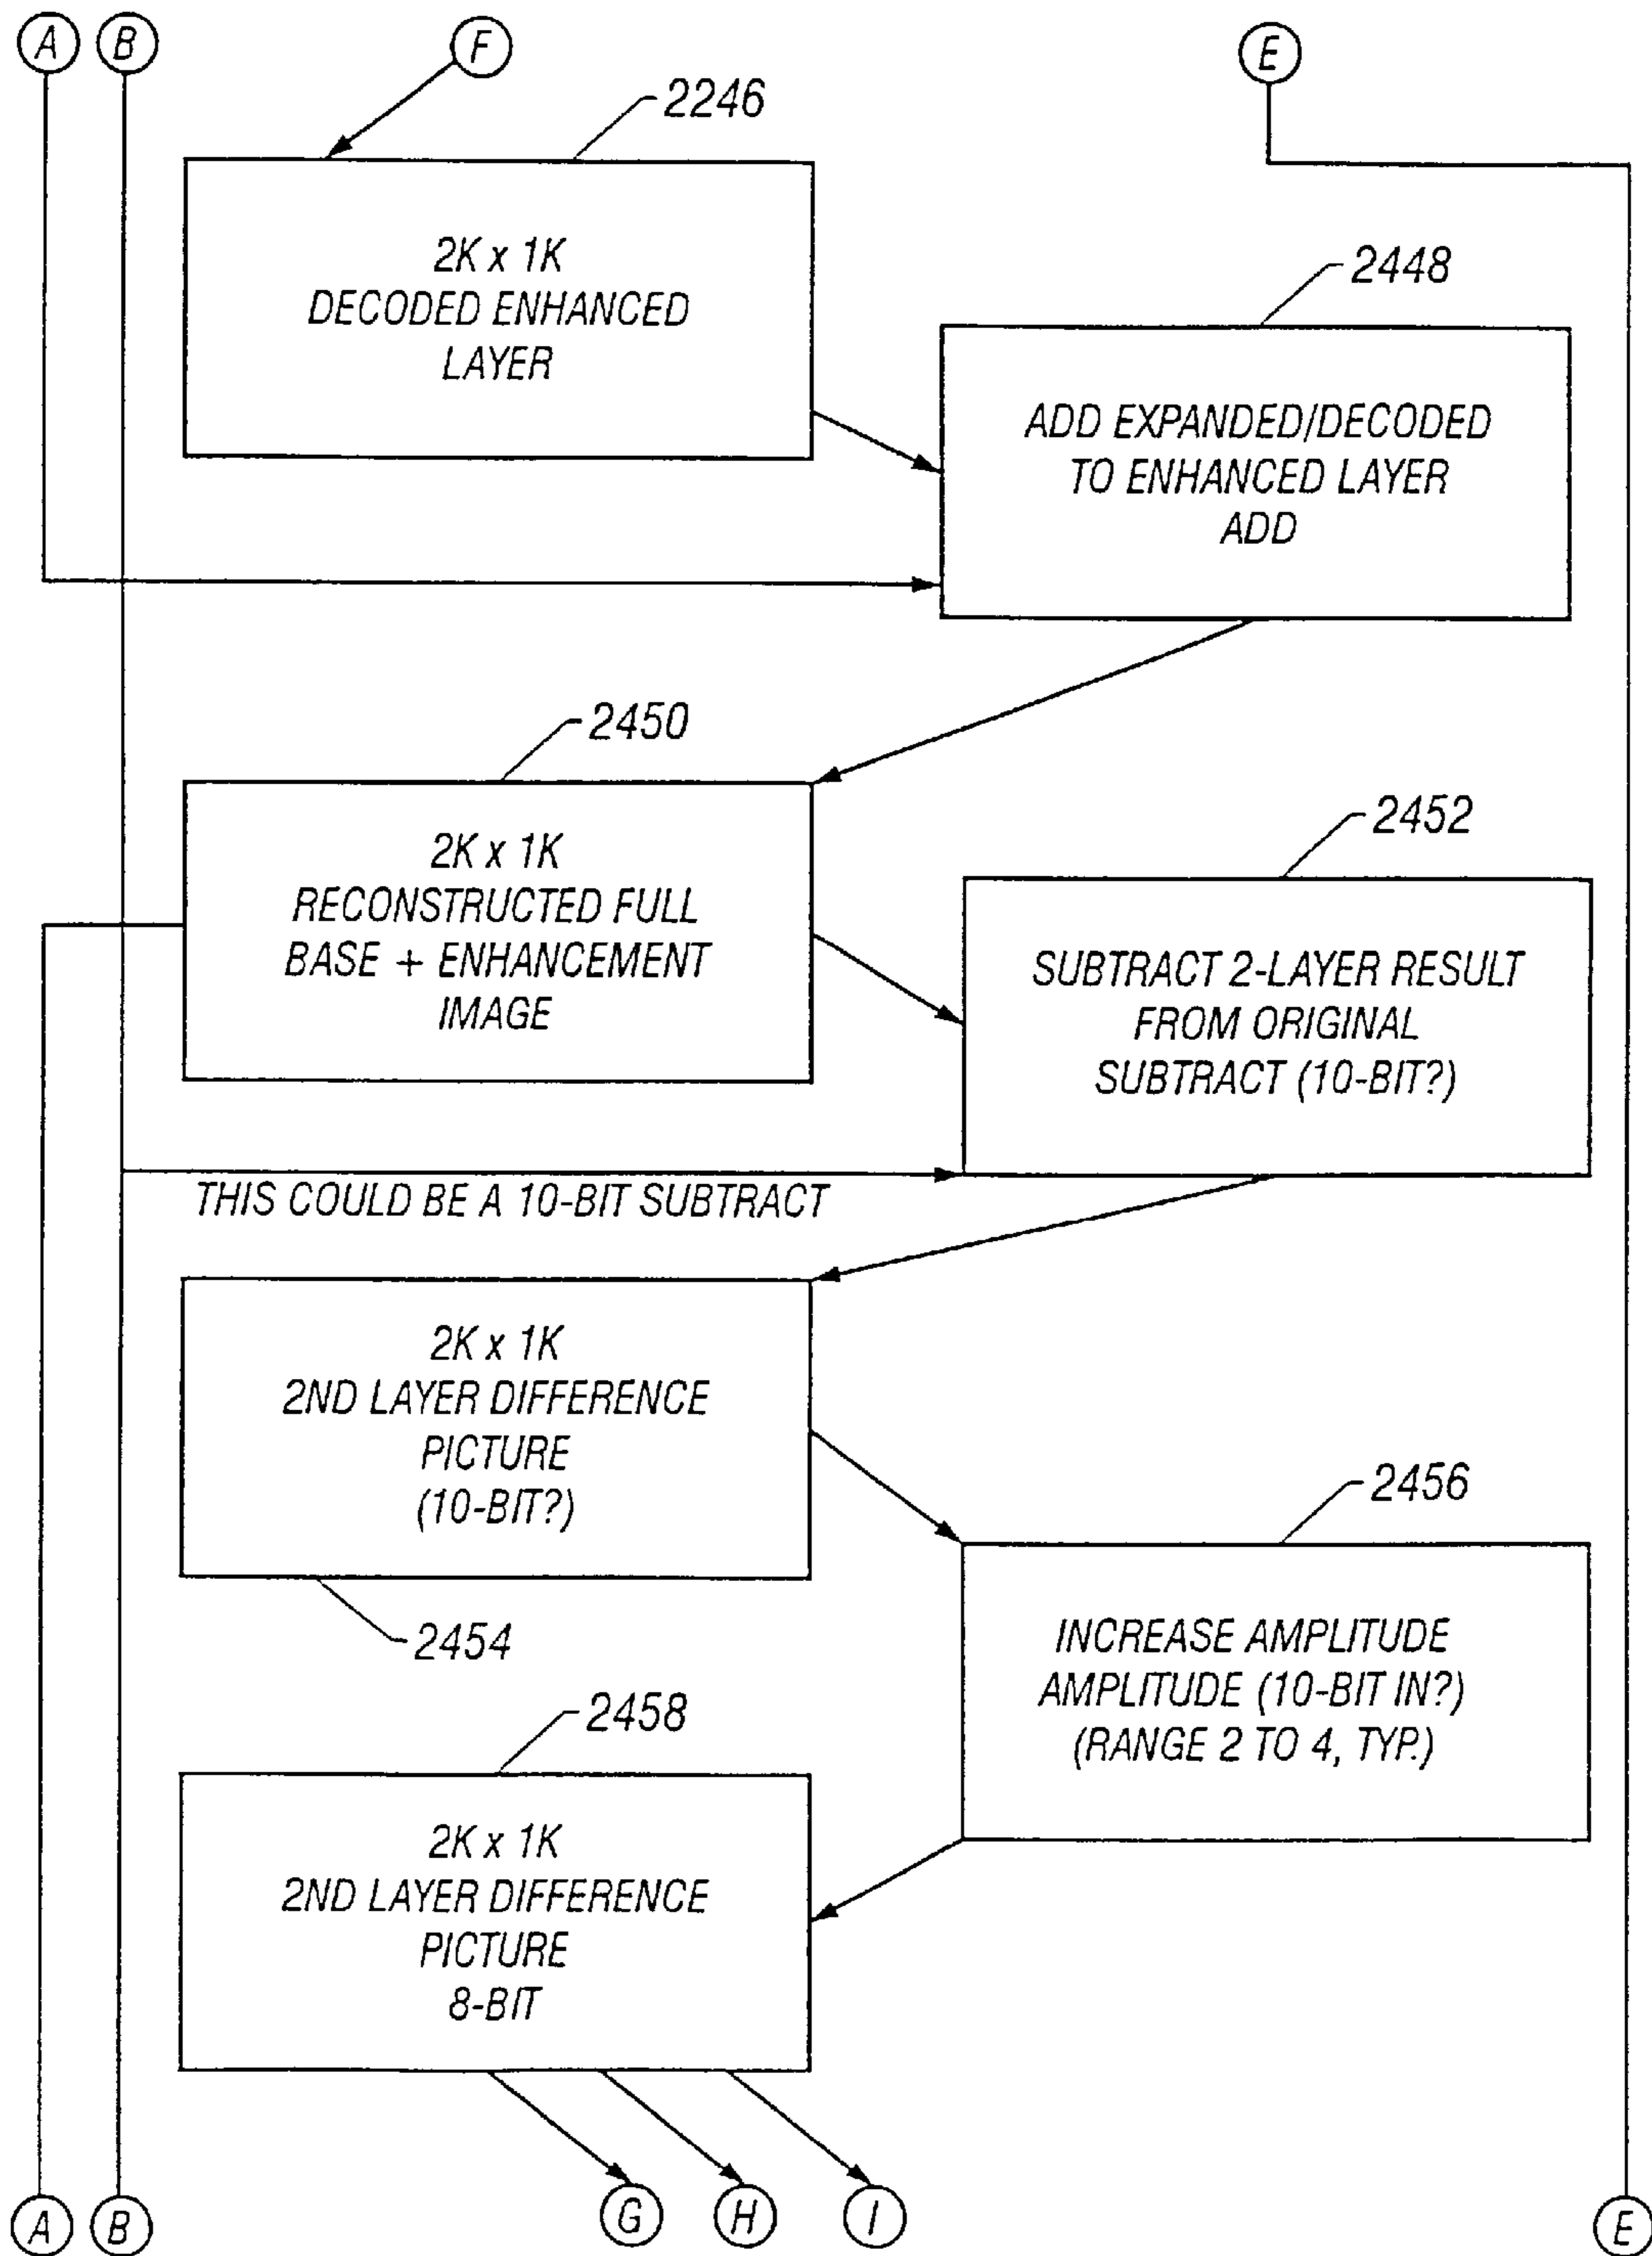 A B F E
2246
2K x 1K
DECODED ENHANCED
LAYER
2448
ADD EXPANDED/DECODED
TO ENHANCED LAYER
ADD
2450
2K x 1K
RECONSTRUCTED FULL
BASE + ENHANCEMENT
IMAGE
2452
SUBTRACT 2-LAYER RESULT
FROM ORIGINAL
SUBTRACT (10-BIT?)
THIS COULD BE A 10-BIT SUBTRACT
2K x 1K
2ND LAYER DIFFERENCE
PICTURE
(10-BIT?)
2454
2456
INCREASE AMPLITUDE
AMPLITUDE (10-BIT IN?)
(RANGE 2 TO 4, TYP.)
2458
2K x 1K
2ND LAYER DIFFERENCE
PICTURE
8-BIT
A B G H I E